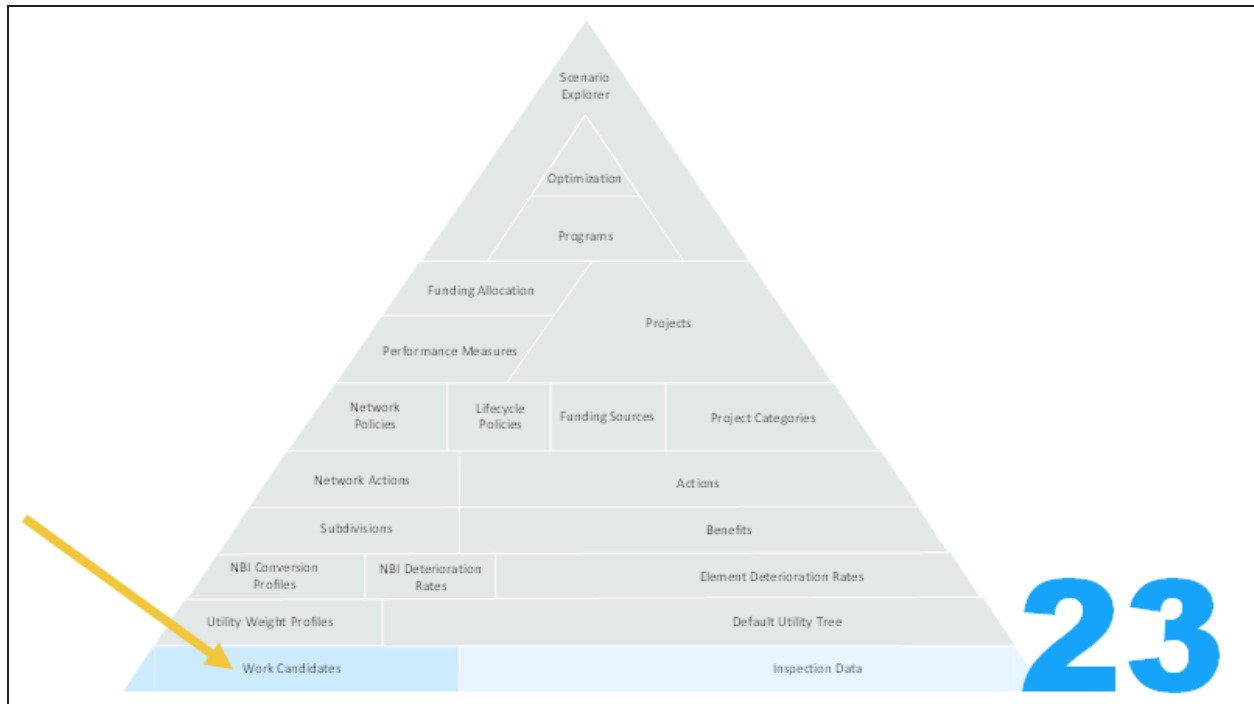 Scenario
Explorer
Optimization
Programs
Funding Allocation
Projects
Performance Measures
Network
Policies
Lifecycle
Policies
Funding Sources
Project Categories
Network Actions
Actions
Subdivisions
Benefits
NBI Conversion
Profiles
NBI Deterioration
Rates
Element Deterioration Rates
Utility Weight Profiles
Default Utility Tree
Work Candidates
Inspection Data
23